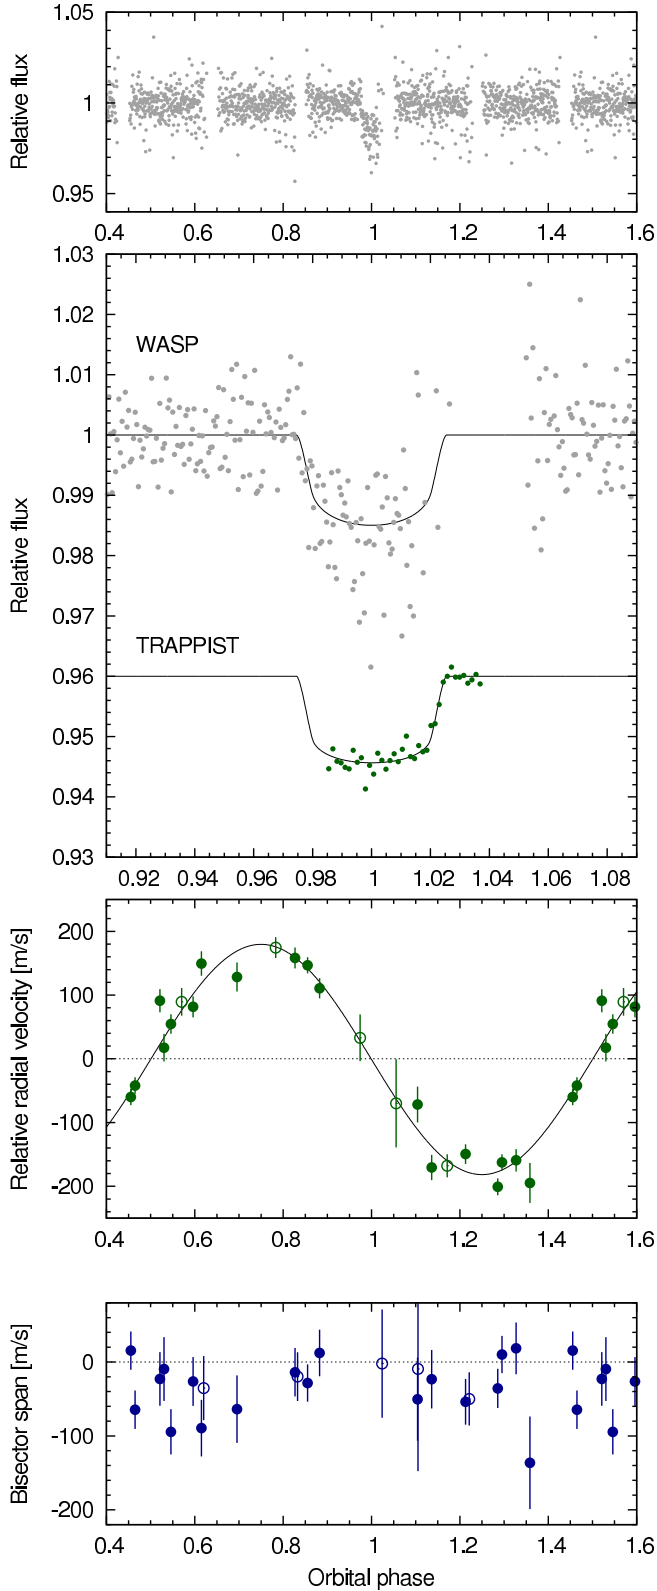 1.05
1
0.95
Relative flux
0.4 0.6 0.8 1 1.2 1.4 1.6
1.03
1.02
WASP
1.01
1
0.99
Relative flux
0.98
0.97
TRAPPIST
0.96
0.95
0.94
0.93
0.92 0.94 0.96 0.98 1 1.02 1.04 1.06 1.08
200
100
0
-100
-200
Relative radial velocity [m/s]
0.4 0.6 0.8 1 1.2 1.4 1.6
0
-100
-200
Bisector span [m/s]
0.4 0.6 0.8 1 1.2 1.4 1.6
Orbital phase